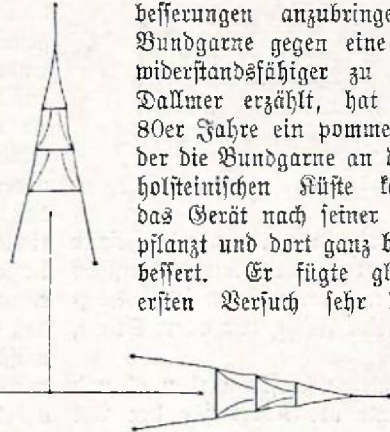 besserungen anzubringe
Bundgarne gegen eine
widerstandsfähiger zu
Dallmer erzählt, hat
80er Jahre ein pomme
der die Bundgarne an
holsteinischen Küste
das Gerät nach seiner
pflanzt und dort ganz
bessert. Er fügte gl
ersten Versuch sehr